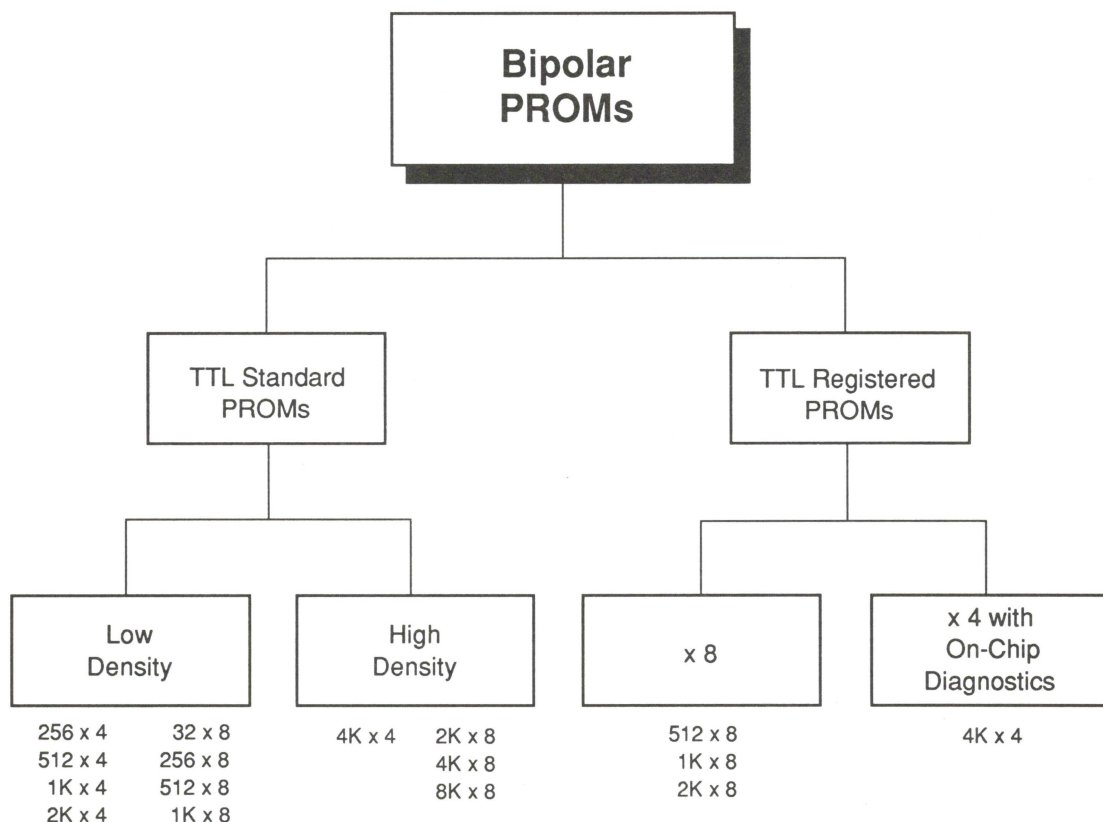 Bipolar
PROMs
TTL Standard
PROMs
TTL Registered
PROMs
Low
Density
High
Density
x 8
x 4 with
On-Chip
Diagnostics
256 x 4 32 x 8
512 x 4 256 x 8
1K x 4 512 x 8
2K x 4 1K x 8
4K x 4 2K x 8
4K x 8
8K x 8
512 x 8
1K x 8
2K x 8
4K x 4